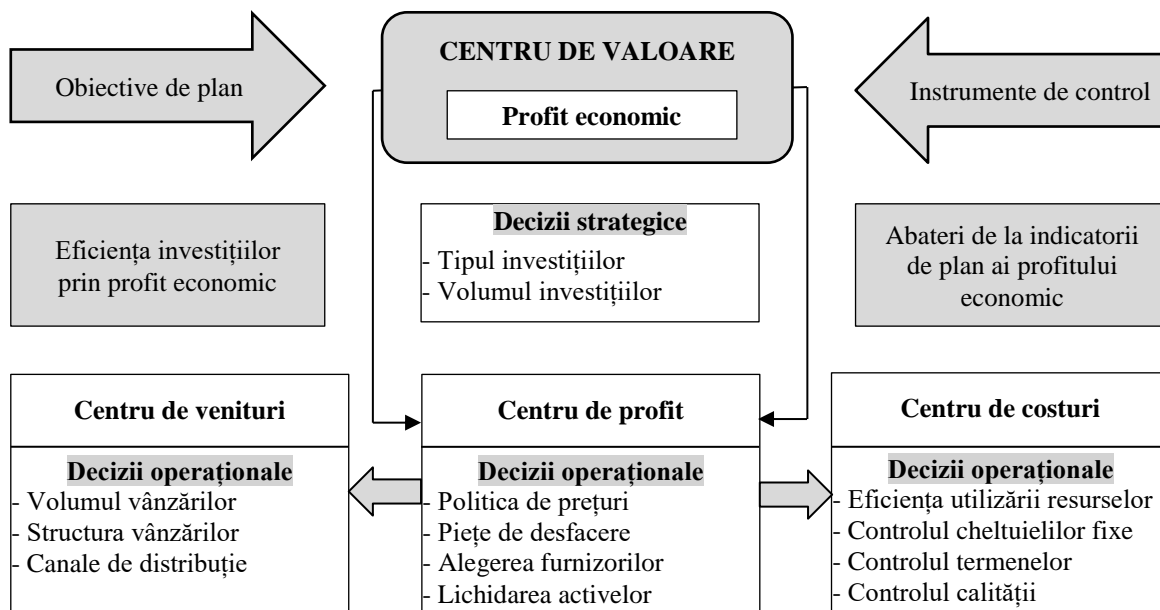 Obiective de plan
CENTRU DE VALOARE
Profit economic
Instrumente de control
Eficiența investițiilor
prin profit economic
Decizii strategice
- Tipul investițiilor
- Volumul investițiilor
Abateri de la indicatorii
de plan ai profitului
economic
Centru de venituri
Decizii operaționale
- Volumul vânzărilor
- Structura vânzărilor
- Canale de distribuție
Centru de profit
Decizii operaționale
- Politica de prețuri
- Piețe de desfacere
- Alegerea furnizorilor
- Lichidarea activelor
Centru de costuri
Decizii operaționale
- Eficiența utilizării resurselor
- Controlul cheltuielilor fixe
- Controlul termenelor
- Controlul calității